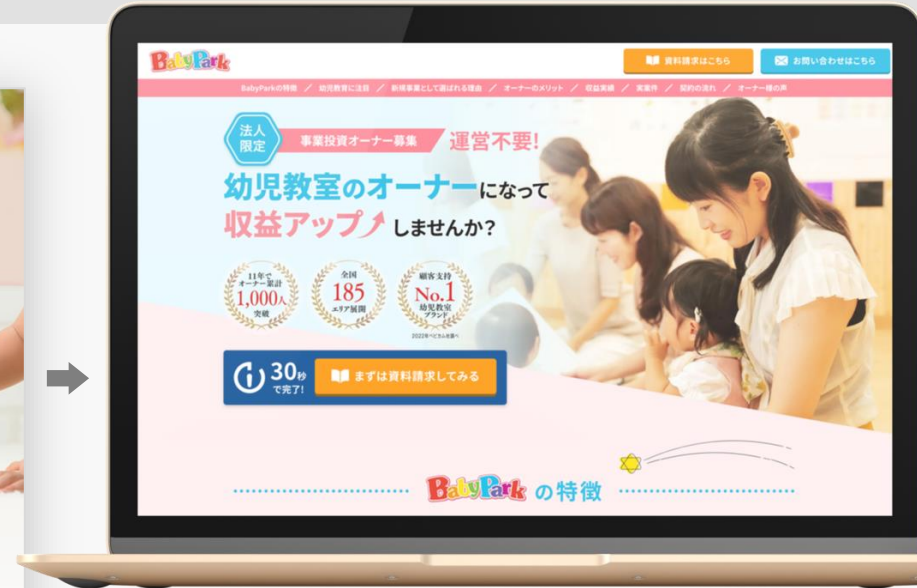 BabyPark
資料請求はこちら
お問い合わせはこちら
BabyParkの特徴 / 幼児教育に注目 / 新規事業として選ばれる理由 / オーナーのメリット / 収益実績 / 実案件 / 契約の流れ / オーナー様の声
法人
限定
事業投資オーナー募集
運営不要!
幼児教室のオーナーになって
収益アップしませんか?
11年で
オーナー累計
1,000人
突破
全国
185
エリア展開
顧客支持
No.1
幼児教室
ブランド
30秒
で完了!
まずは資料請求してみる
BabyParkの特徴